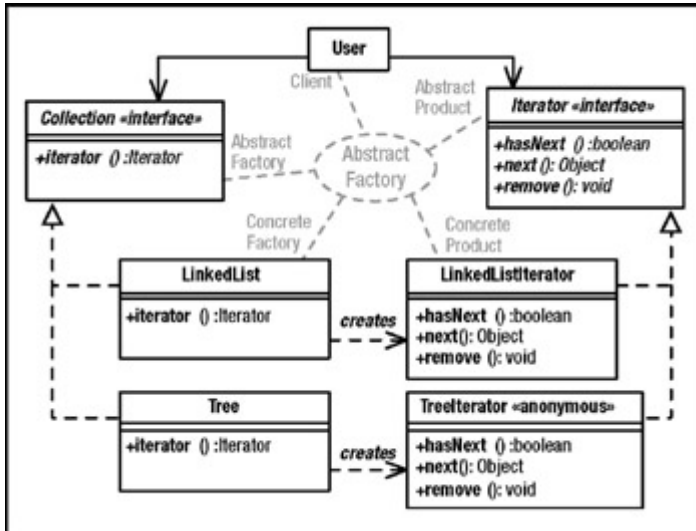 User
Client
Abstract
Product
Collection «interface»
+iterator () :Iterator
Abstract
Factory
Abstract
Factory
Iterator «interface»
+hasNext () :boolean
+next(): Object
+remove(): void
Concrete
Factory
Concrete
Product
LinkedList
+iterator () :Iterator
creates
LinkedListIterator
+hasNext () :boolean
+next(): Object
+remove (): void
Tree
+iterator () :Iterator
creates
TreeIterator «anonymous»
+hasNext () :boolean
+next(): Object
+remove (): void